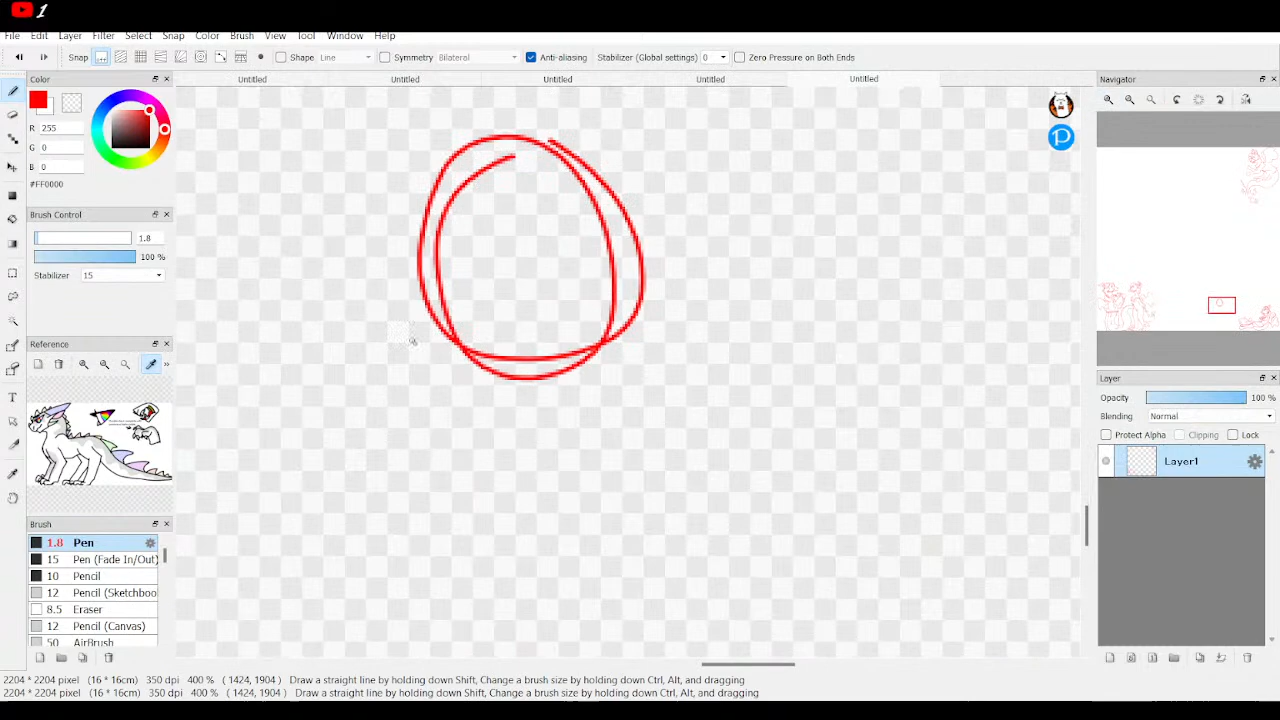 1
File Edit Layer Filter Select Snap Color Brush View Tool Window Help
Snap Shape Line Symmetry Bilateral Anti-aliasing Stabilizer (Global settings) 0 Zero Pressure on Both Ends
Color
Untitled Untitled Untitled Untitled Untitled
Navigator
R 255
G 0
B 0
#FF0000
Brush Control
1.8
100 %
Stabilizer 15
Reference
Layer
Opacity 100 %
Blending Normal
Protect Alpha Clipping Lock
Layer1
Brush
1.8 Pen
15 Pen (Fade In/Out)
10 Pencil
12 Pencil (Sketchboo
8.5 Eraser
12 Pencil (Canvas)
50 AirBrush
2204 * 2204 pixel (16 * 16cm) 350 dpi 400 % ( 1424, 1904 ) Draw a straight line by holding down Shift, Change a brush size by holding down Ctrl, Alt, and dragging
2204 * 2204 pixel (16 * 16cm) 350 dpi 400 % ( 1424, 1904 ) Draw a straight line by holding down Shift, Change a brush size by holding down Ctrl, Alt, and dragging